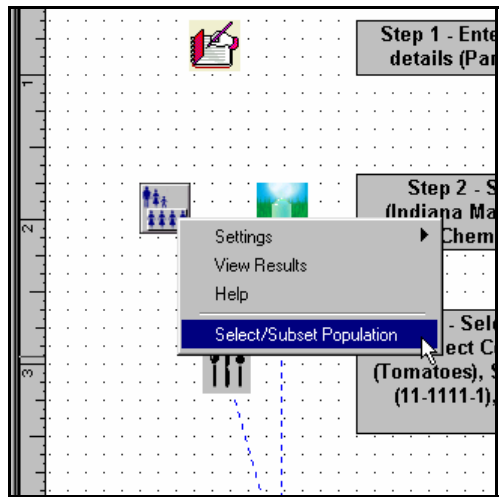 Step 1 - Ente
details (Par
1
Step 2 - S
(Indiana Ma
Chem
2
Settings
View Results
Help
Select/Subset Population
- Sele
ect C
(Tomatoes), S
(11-1111-1),
3